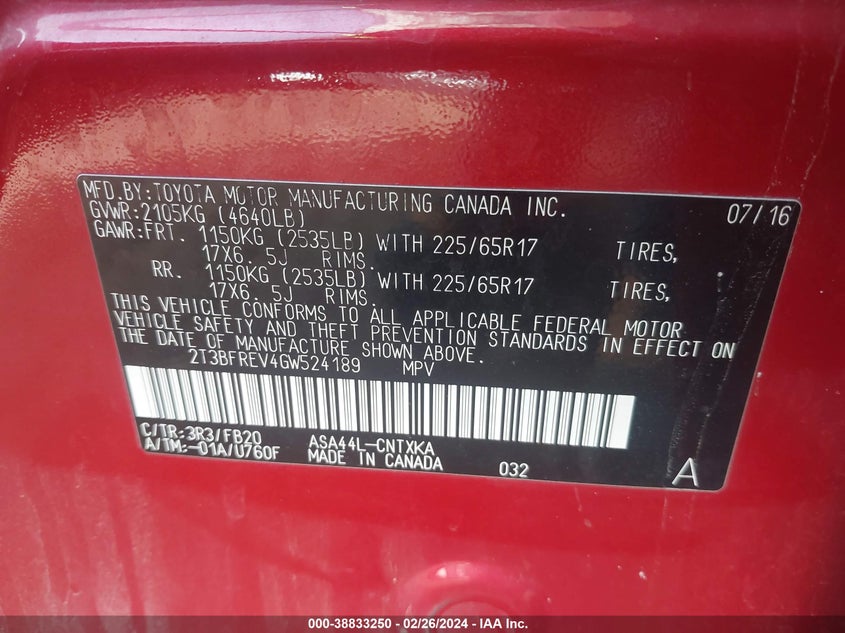 MFD.BY:TOYOTA MOTOR MANUFACTURING CANADA INC. 07/16
GVWR:2105KG (4640LB)
GAWR:FRT. 1150KG (2535LB) WITH 225/65R17 TIRES,
17X6.5J RIMS.
RR. 1150KG (2535LB) WITH 225/65R17 TIRES,
17X6.5J RIMS.
THIS VEHICLE CONFORMS TO ALL APPLICABLE FEDERAL MOTOR
VEHICLE SAFETY AND THEFT PREVENTION STANDARDS IN EFFECT ON
THE DATE OF MANUFACTURE SHOWN ABOVE.
2T3BFREV4GW524189 MPV
C/TR:3R3/FB20 ASA44L-CNTXKA
A/TM:-01A/U760F MADE IN CANADA 032 A
000-38833250 - 02/26/2024 - IAA Inc.